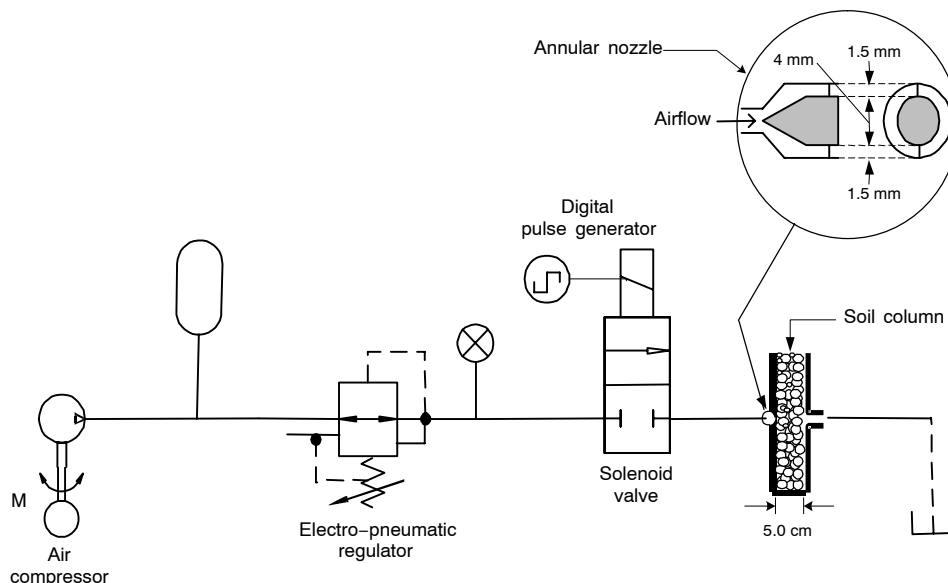 Annular nozzle
1.5 mm
4 mm
Airflow
1.5 mm
Digital
pulse generator
Soil column
M
Solenoid
valve
5.0 cm
Electro-pneumatic
regulator
Air
compressor